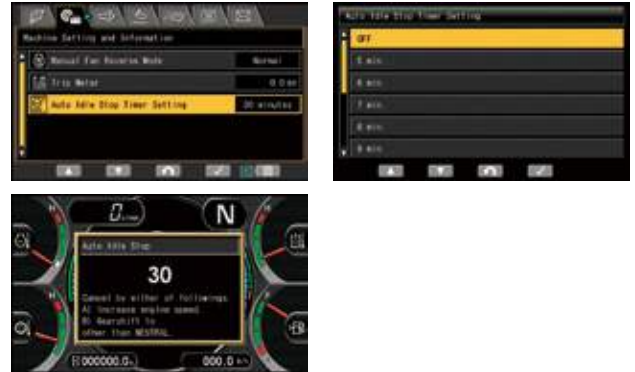 Machine Setting and Information
Manual Fan Reverse Mode
Normal
Trip Meter
0.0
Auto Idle Stop Timer Setting
20 minutes
Auto Idle Stop Timer Setting
OFF
5 min
6 min
7 min
8 min
9 min
0
N
Auto Idle Stop
30
Cancel by either of followings.
A) Increase engine speed.
B) Gearshift to
other than NEUTRAL.
000000.0
000.0